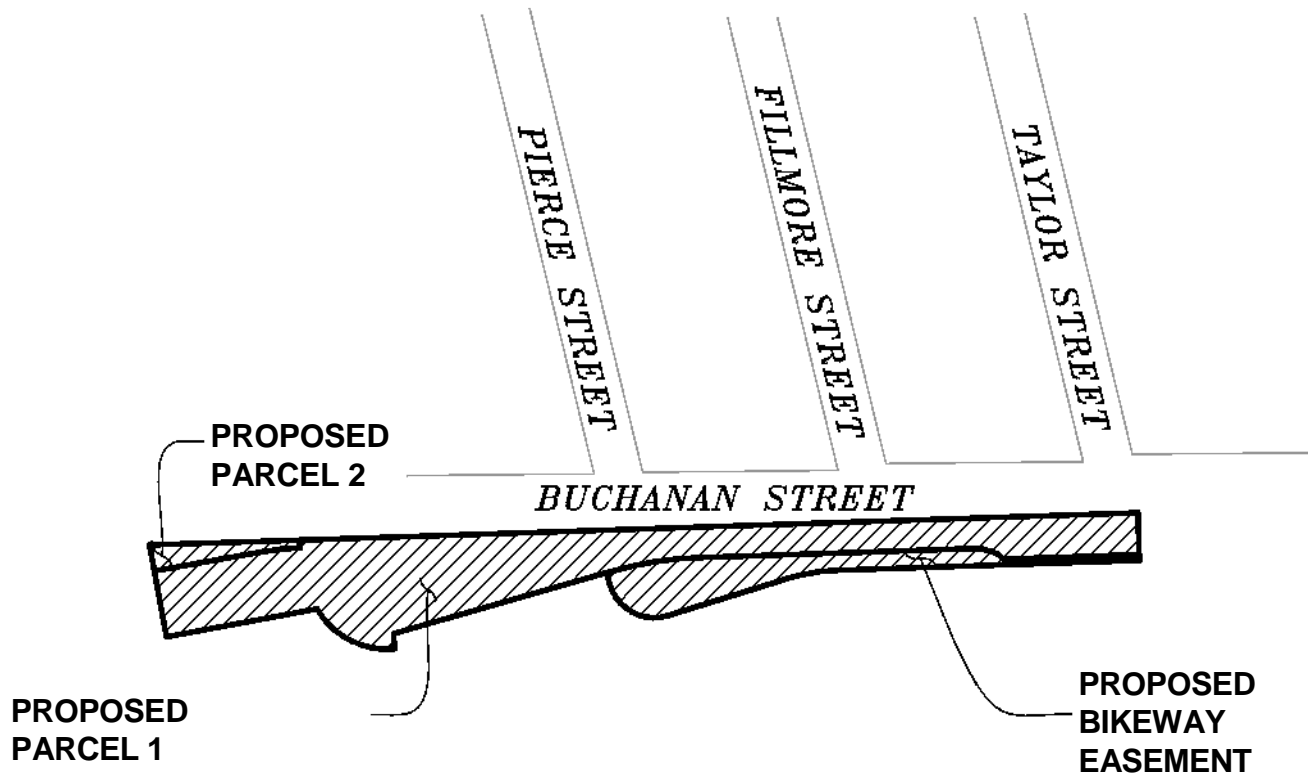 PIERCE STREET
FILLMORE STREET
TAYLOR STREET
PROPOSED
PARCEL 2
BUCHANAN STREET
PROPOSED
PARCEL 1
PROPOSED
BIKEWAY
EASEMENT